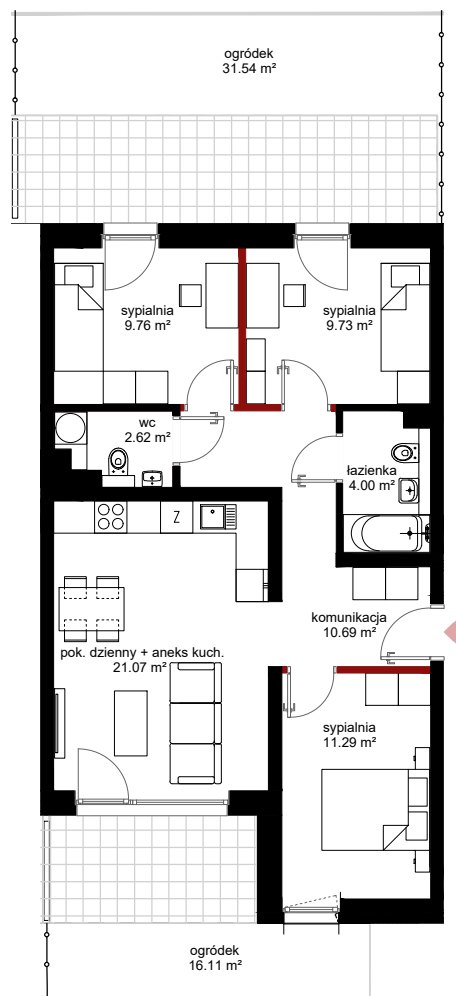 ogródek
31.54 m²
sypialnia
9.76 m²
sypialnia
9.73 m²
wc
2.62 m²
łazienka
4.00 m²
Z
komunikacja
10.69 m²
pok. dzienny + aneks kuch.
21.07 m²
sypialnia
11.29 m²
ogródek
16.11 m²